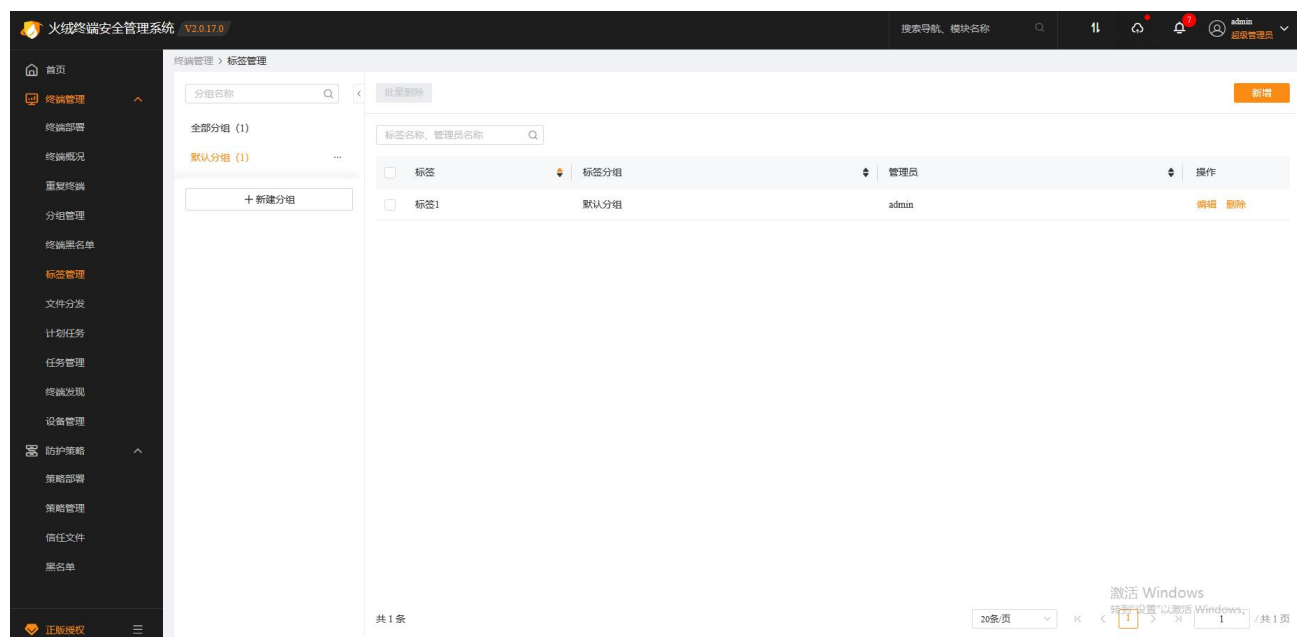 火绒终端安全管理系统 V2.0.17.0
搜索导航、模块名称
7
admin
超级管理员
首页
终端管理
终端部署
终端概况
重复终端
分组管理
终端黑名单
标签管理
文件分发
计划任务
任务管理
终端发现
设备管理
防护策略
策略部署
策略管理
信任文件
黑名单
正版授权
终端管理 > 标签管理
分组名称
全部分组 (1)
默认分组 (1) ...
+ 新建分组
批量删除
新增
标签名称、管理员名称
标签 标签分组 管理员 操作
标签1 默认分组 admin 编辑 删除
激活 Windows
转到"设置"以激活 Windows。
共 1 条
20条/页
1
1 / 共 1 页